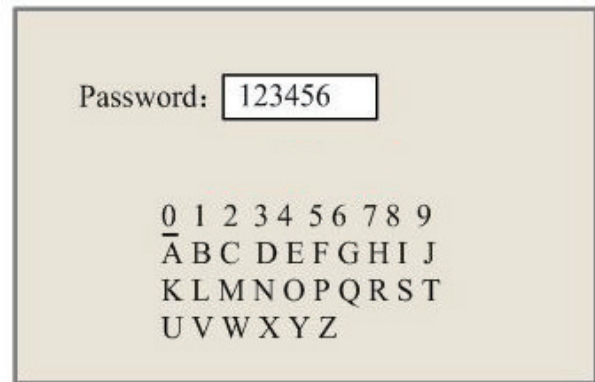 Password: 123456
0 1 2 3 4 5 6 7 8 9
A B C D E F G H I J
K L M N O P Q R S T
U V W X Y Z